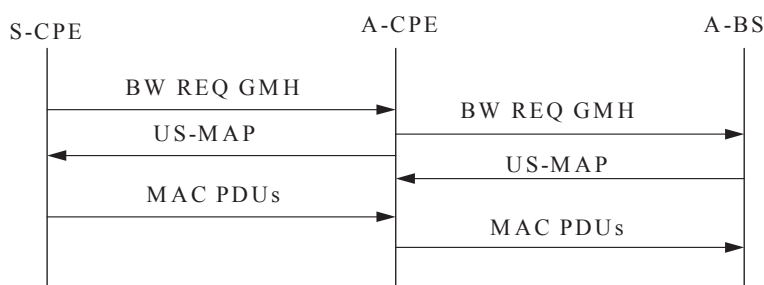 S-CPE A-CPE A-BS
BW REQ GMH
BW REQ GMH
US-MAP
US-MAP
MAC PDUs
MAC PDUs